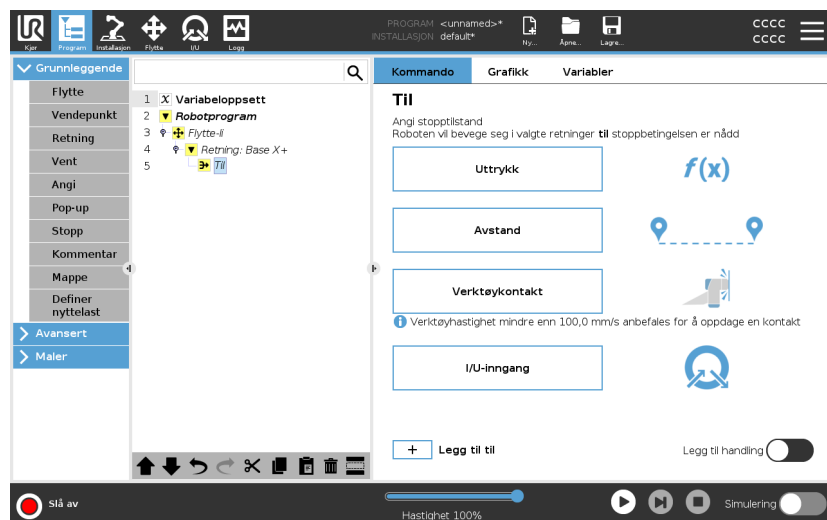 UR
Kjør
Program
Installasjon
Flytte
I/U
Logg
PROGRAM <unnamed>*
INSTALLASJON default*
Ny...
Åpne...
Lagre...
cccc
cccc
Grunnleggende
Flytte
Vendepunkt
Retning
Vent
Angi
Pop-up
Stopp
Kommentar
Mappe
Definer
nyttelast
Avansert
Maler
1 X Variabeloppsett
2 Robotprogram
3 Flytte-li
4 Retning: Base X+
5 Til
Kommando
Grafikk
Variabler
Til
Angi stopptilstand
Roboten vil bevege seg i valgte retninger til stoppbetingelsen er nådd
Uttrykk
f(x)
Avstand
Verktøykontakt
Verktøyhastighet mindre enn 100,0 mm/s anbefales for å oppdage en kontakt
I/U-inngang
+ Legg til til
Legg til handling
Slå av
Hastighet 100%
Simulering